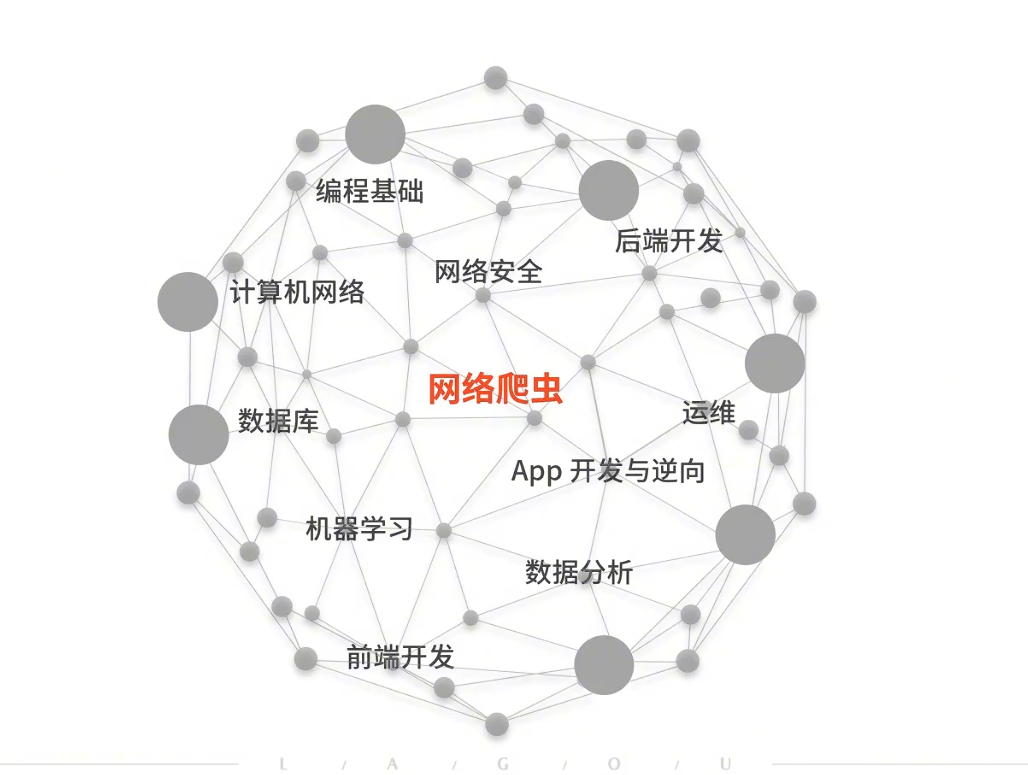 编程基础
后端开发
网络安全
计算机网络
网络爬虫
运维
数据库
App 开发与逆向
机器学习
数据分析
前端开发
L / A / G / O / U